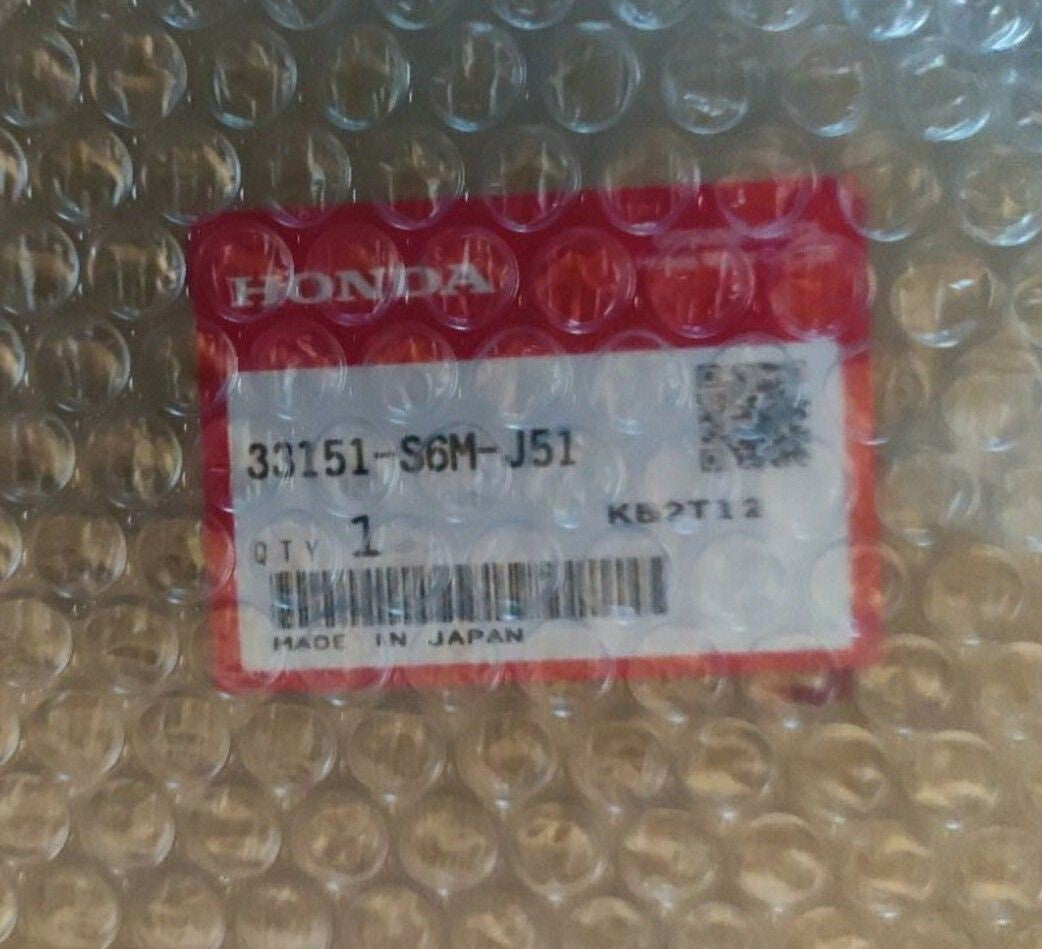 HONDA
33151-S6M-J51
KB2T12
QTY 1
MADE IN JAPAN